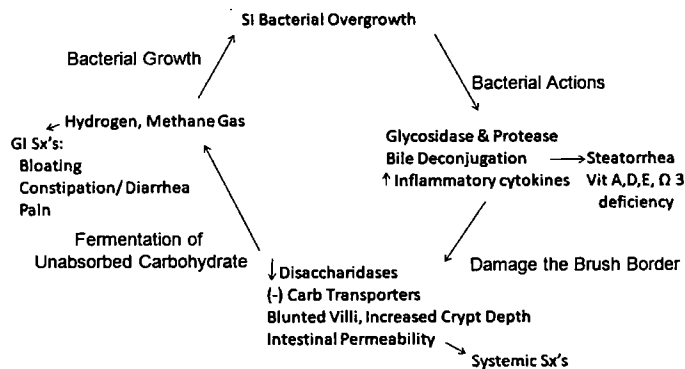 SI Bacterial Overgrowth
Bacterial Growth
Bacterial Actions
Hydrogen, Methane Gas
GI Sx's:
Bloating
Constipation/ Diarrhea
Pain
Glycosidase & Protease
Bile Deconjugation
↑ Inflammatory cytokines
Steatorrhea
Vit A,D,E, Ω 3
deficiency
Fermentation of
Unabsorbed Carbohydrate
Damage the Brush Border
↓ Disaccharidases
(-) Carb Transporters
Blunted Villi, Increased Crypt Depth
Intestinal Permeability
Systemic Sx's